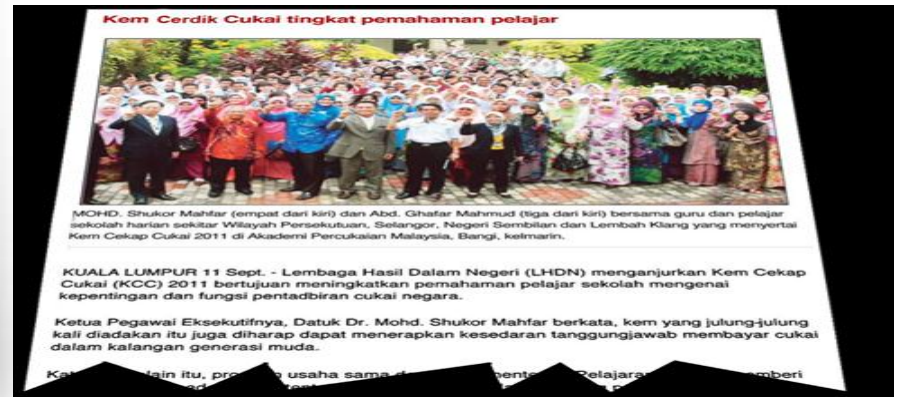 Kem Cerdik Cukai tingkat pemahaman pelajar
MOHD. Shukor Mahfar (empat dari kiri) dan Abd. Ghafar Mahmud (tiga dari kiri) bersama guru dan pelajar
sekolah harian sekitar Wilayah Persekutuan, Selangor, Negeri Sembilan dan Lembah Klang yang menyertai
Kem Cekap Cukai 2011 di Akademi Percukaian Malaysia, Bangi, kelmarin.
KUALA LUMPUR 11 Sept. - Lembaga Hasil Dalam Negeri (LHDN) menganjurkan Kem Cekap
Cukai (KCC) 2011 bertujuan meningkatkan pemahaman pelajar sekolah mengenai
kepentingan dan fungsi pentadbiran cukai negara.
Ketua Pegawai Eksekutifnya, Datuk Dr. Mohd. Shukor Mahfar berkata, kem yang julung-julung
kali diadakan itu juga diharap dapat menerapkan kesedaran tanggungjawab membayar cukai
dalam kalangan generasi muda.
lain itu, usaha sama